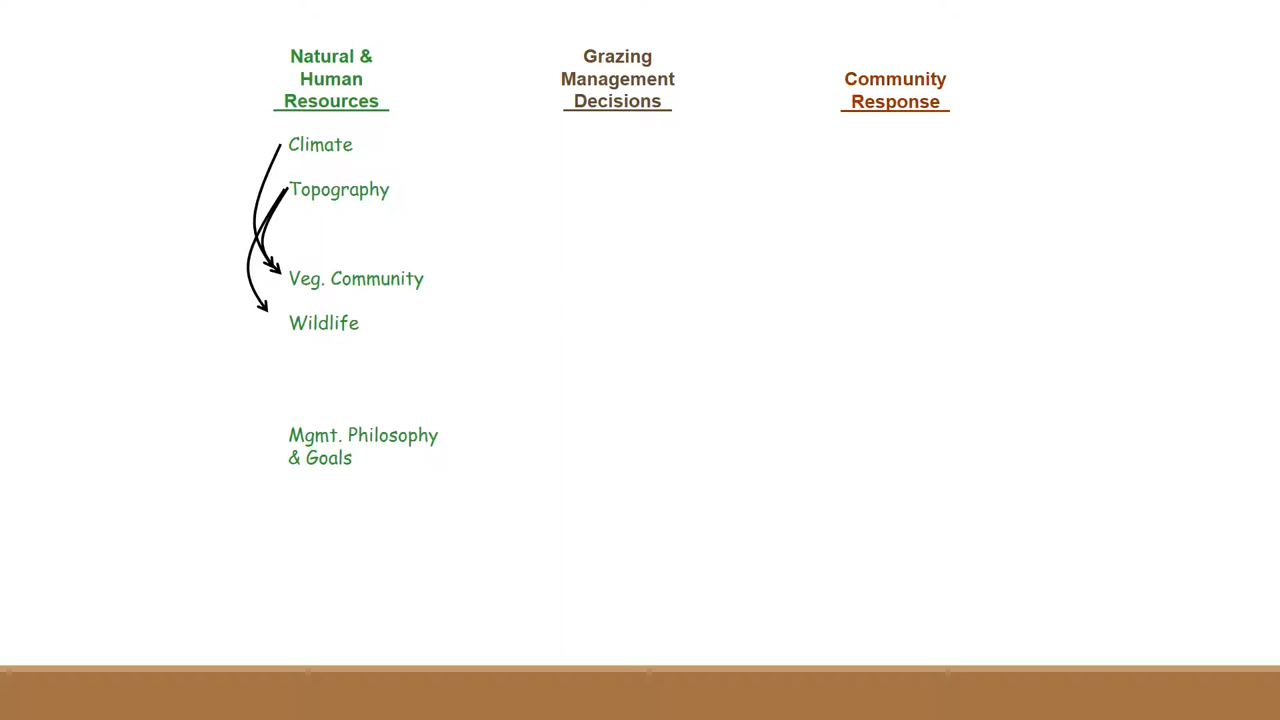 Natural &
Human
Resources
Grazing
Management
Decisions
Community
Response
Climate
Topography
Veg. Community
Wildlife
Mgmt. Philosophy
& Goals